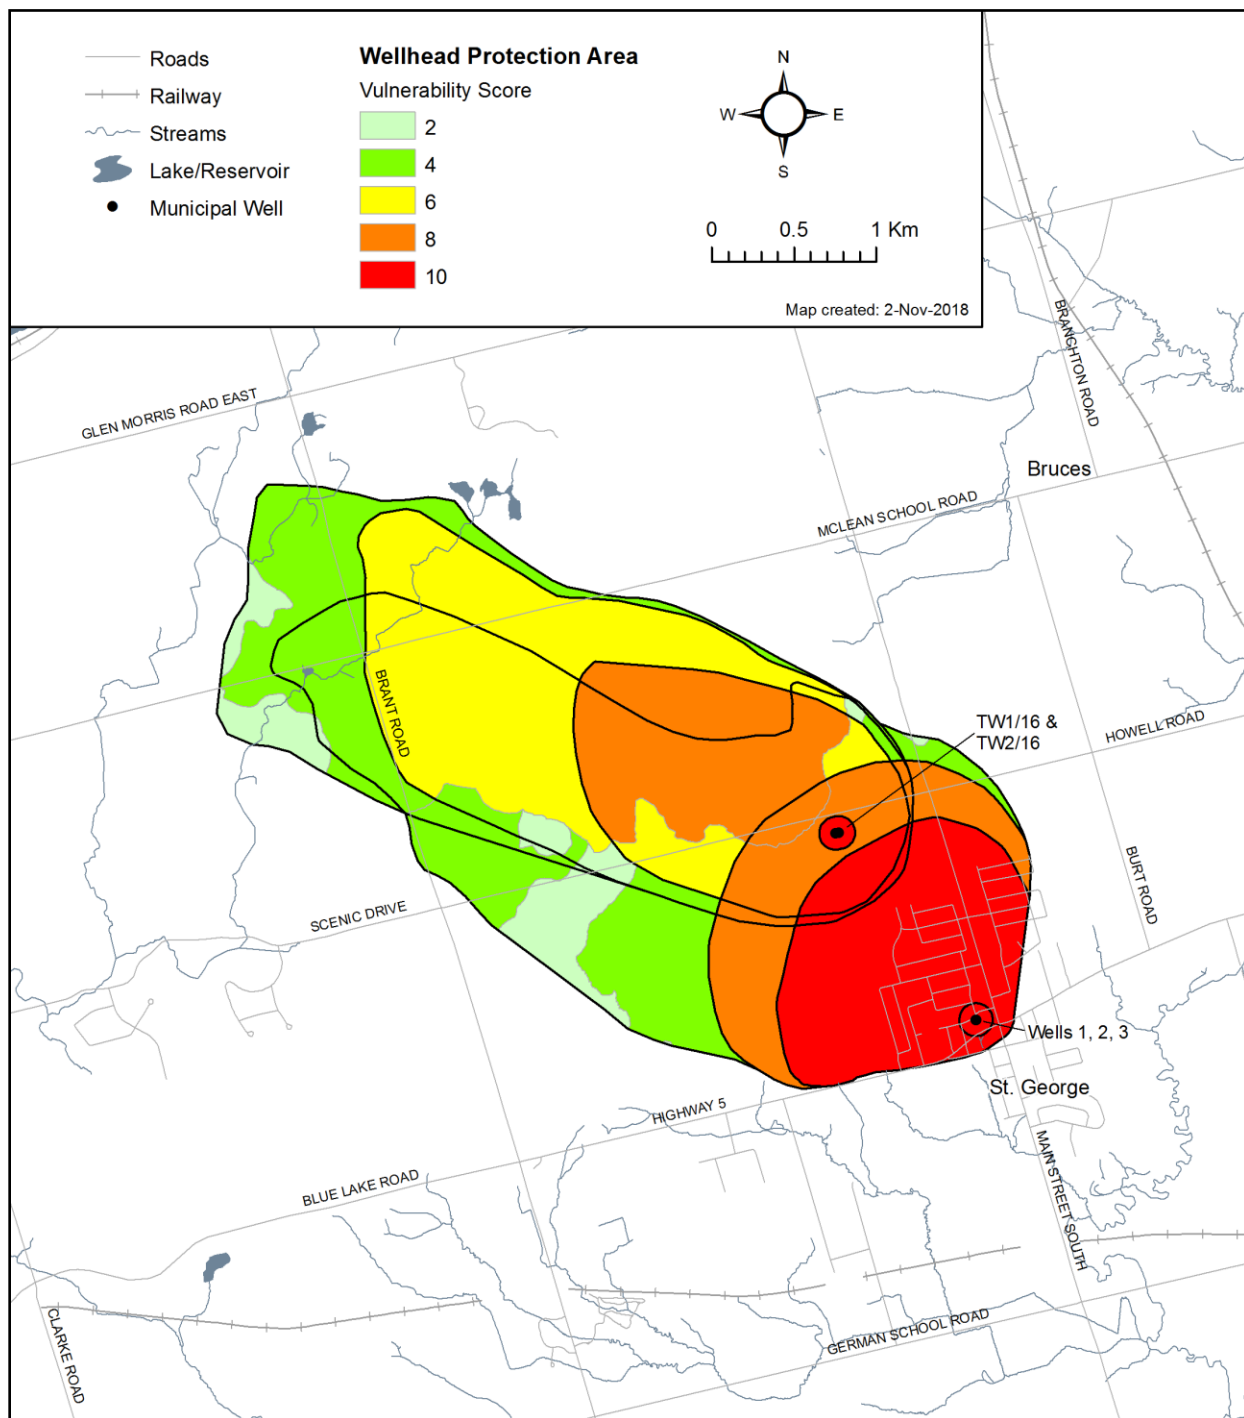 Roads
Railway
Streams
Lake/Reservoir
Municipal Well
Wellhead Protection Area
Vulnerability Score
2
4
6
8
10
N
W
E
S
0 0.5 1 Km
Map created: 2-Nov-2018
BRANCHTON ROAD
GLEN MORRIS ROAD EAST
Bruces
MCLEAN SCHOOL ROAD
BRANT ROAD
TW1/16 &
TW2/16
HOWELL ROAD
BURT ROAD
SCENIC DRIVE
Wells 1, 2, 3
St. George
HIGHWAY 5
MAIN STREET SOUTH
BLUE LAKE ROAD
GERMAN SCHOOL ROAD
CLARKE ROAD